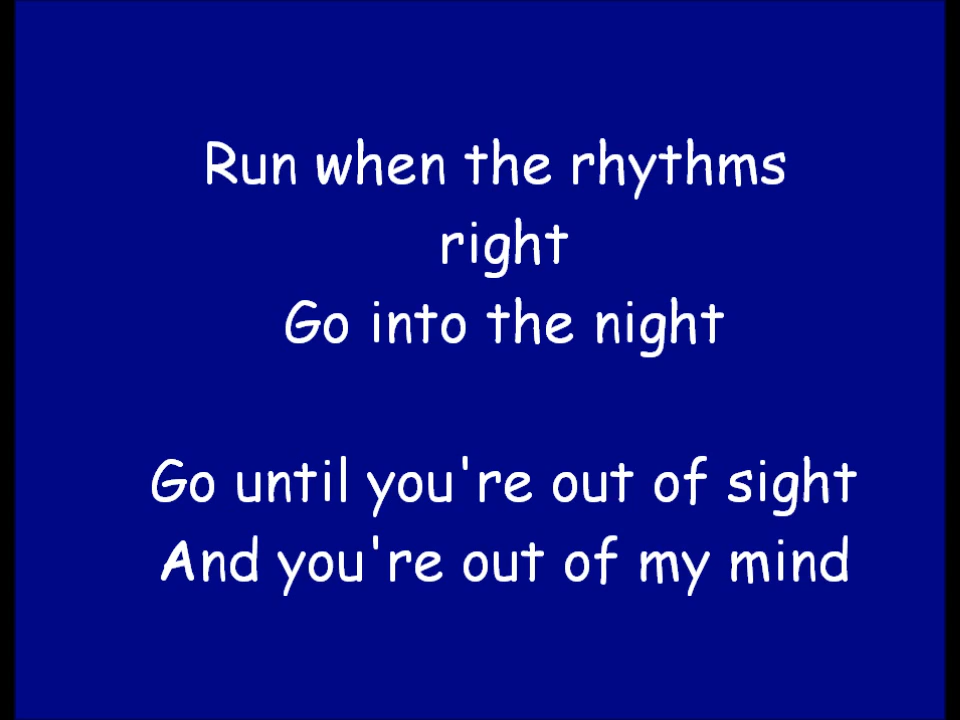 Run when the rhythms
right
Go into the night
Go until you're out of sight
And you're out of my mind